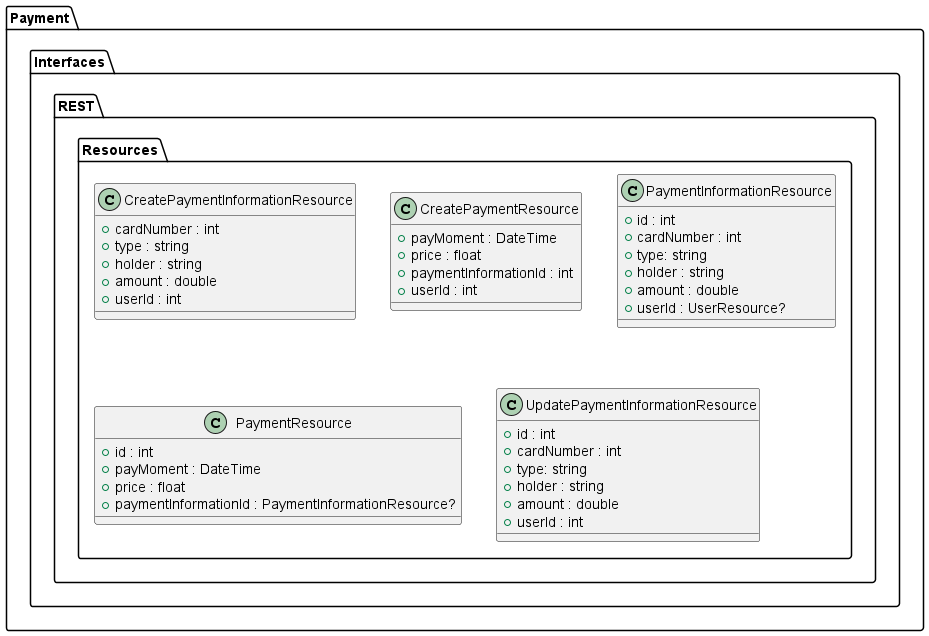 Payment
Interfaces
REST
Resources
C CreatePaymentInformationResource
cardNumber : int
type : string
holder : string
amount : double
userId : int
C CreatePaymentResource
payMoment : DateTime
price : float
paymentInformationId : int
userId : int
C PaymentInformationResource
id : int
cardNumber : int
type: string
holder : string
amount : double
userId : UserResource?
C PaymentResource
id : int
payMoment : DateTime
price : float
paymentInformationId : PaymentInformationResource?
C UpdatePaymentInformationResource
id : int
cardNumber : int
type: string
holder : string
amount : double
userId : int